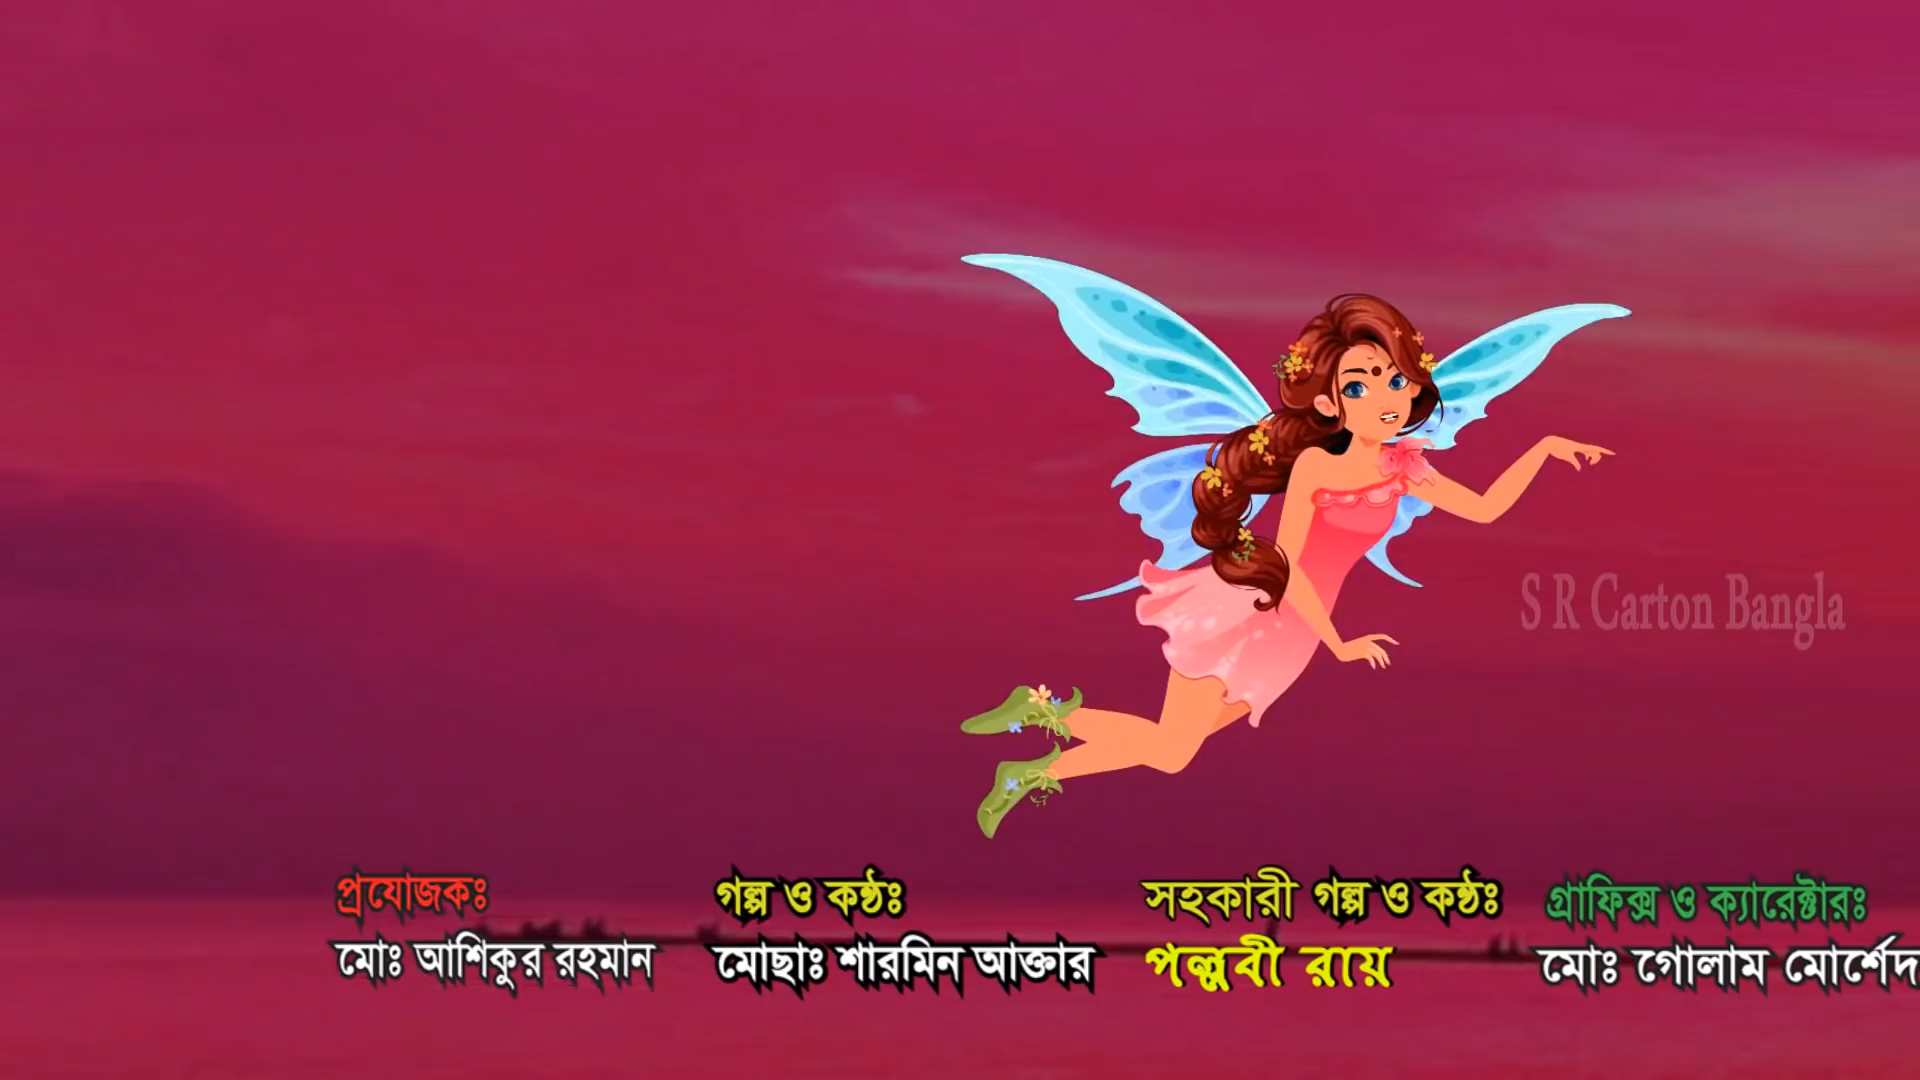 S R Carton Bangla
প্রযোজকঃ
মোঃ আশিকুর রহমান
গল্প ও কন্ঠঃ
মোছাঃ শারমিন আক্তার
সহকারী গল্প ও কন্ঠঃ
পল্লবী রায়
গ্রাফিক্স ও ক্যারেক্টারঃ
মোঃ গোলাম মোর্শেদ